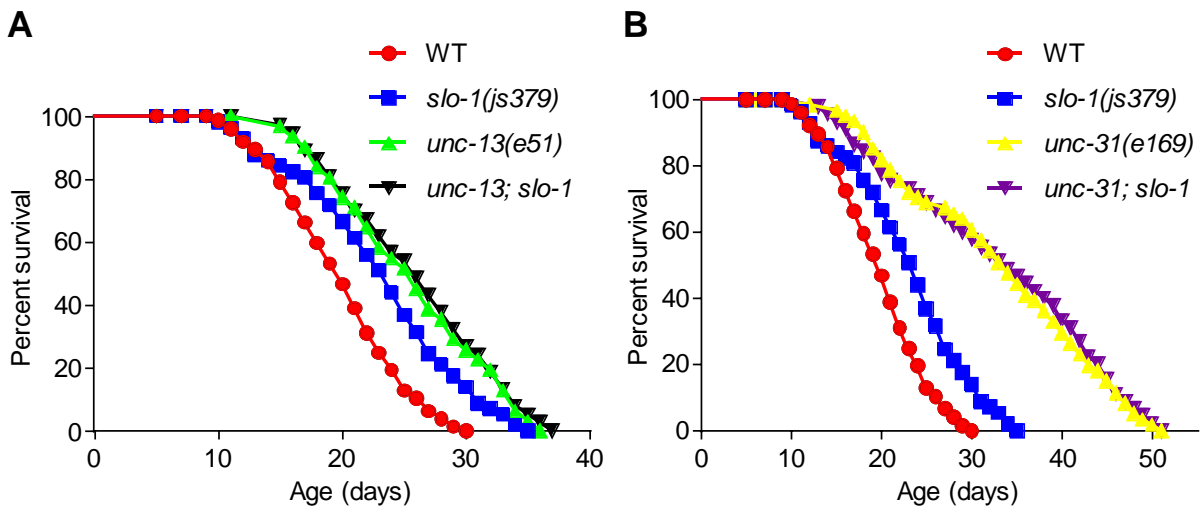 A
WT
slo-1(js379)
unc-13(e51)
unc-13; slo-1
Percent survival
100
80
60
40
20
0
0 10 20 30 40
Age (days)
B
WT
slo-1(js379)
unc-31(e169)
unc-31; slo-1
Percent survival
100
80
60
40
20
0
0 10 20 30 40 50
Age (days)